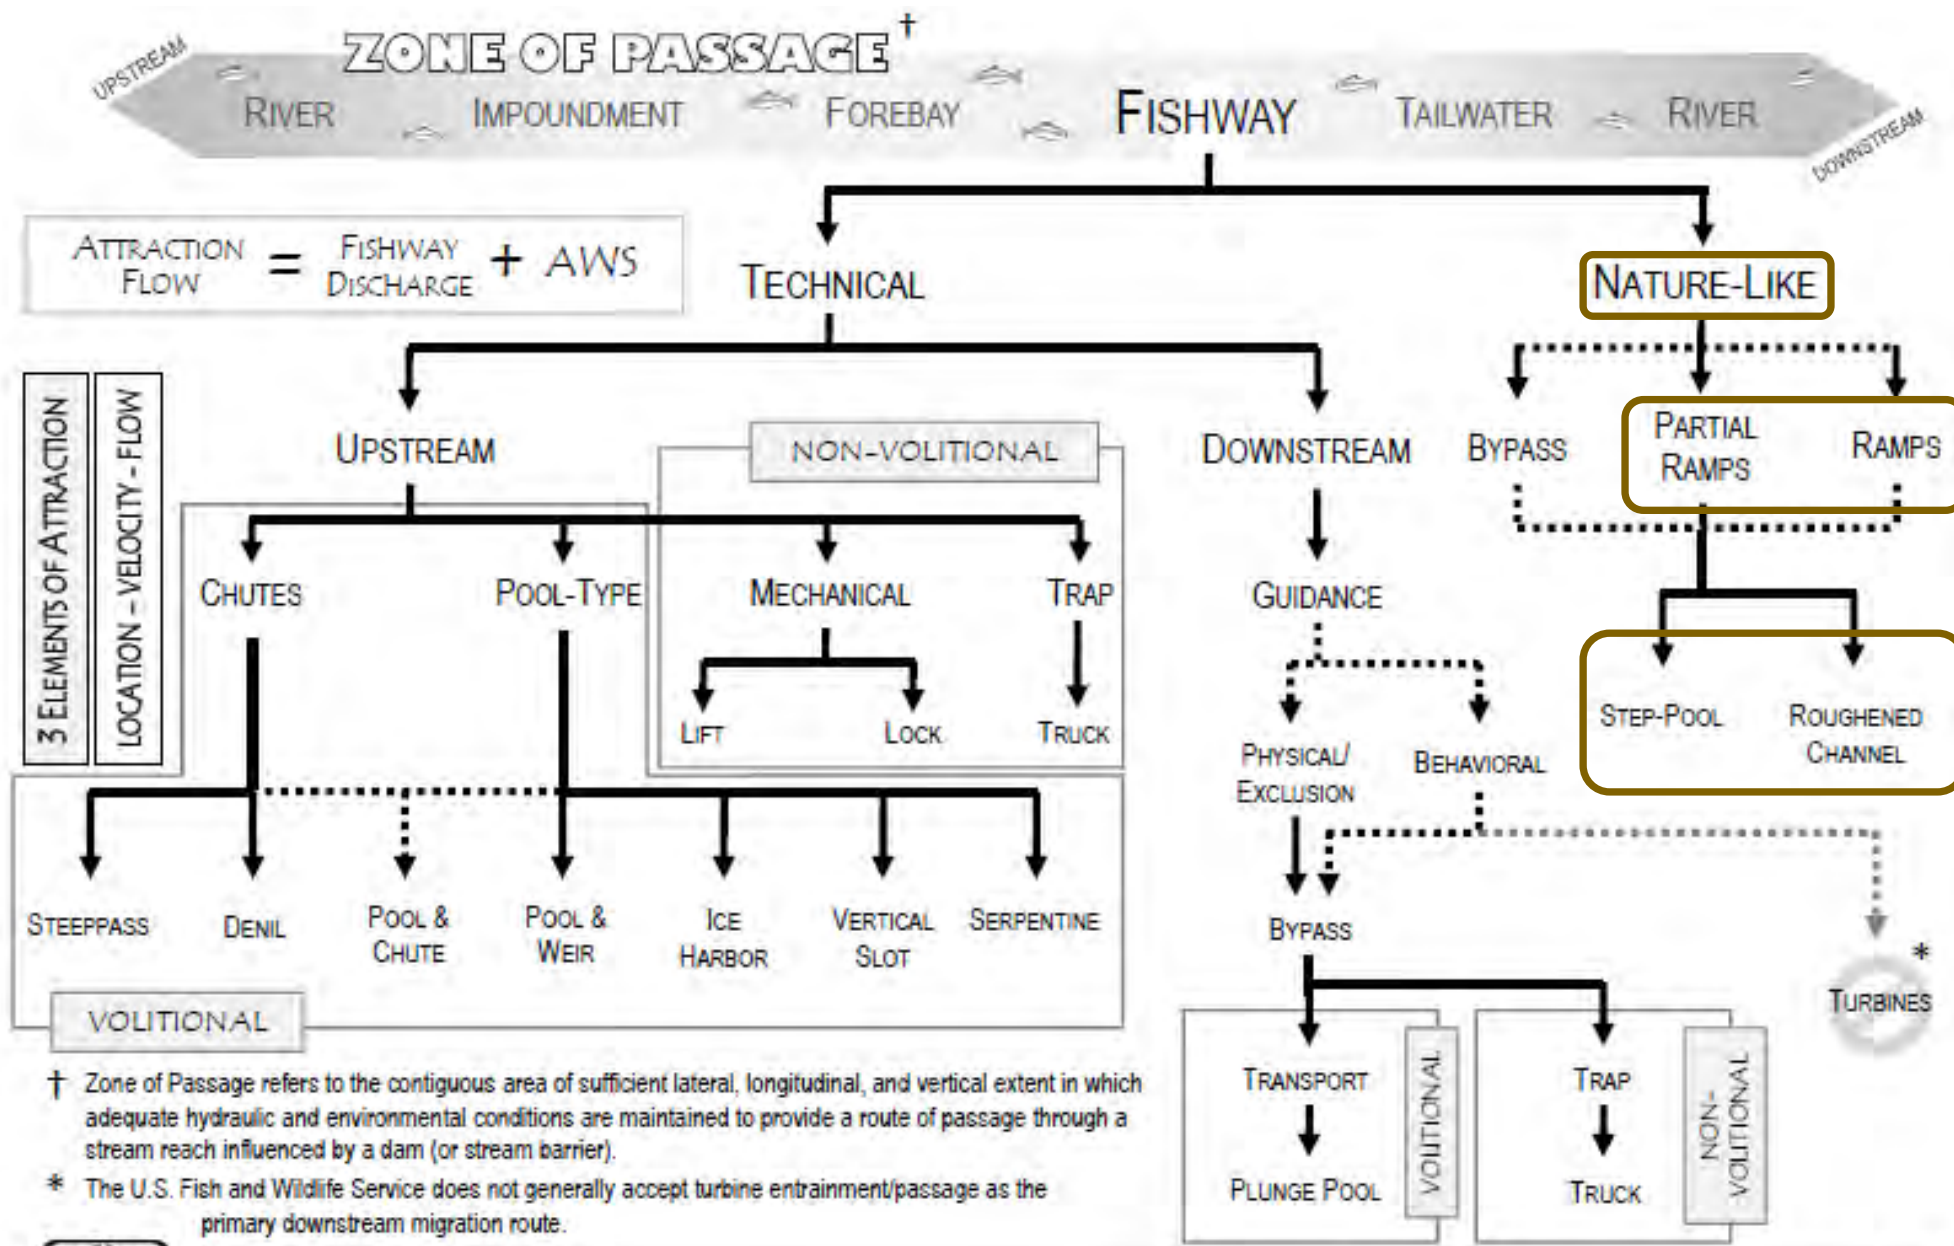 ZONE OF PASSAGE †
UPSTREAM
RIVER IMPOUNDMENT FOREBAY FISHWAY TAILWATER RIVER
DOWNSTREAM
ATTRACTION FLOW = FISHWAY DISCHARGE + AWS
TECHNICAL
NATURE-LIKE
3 ELEMENTS OF ATTRACTION
LOCATION – VELOCITY - FLOW
UPSTREAM
NON-VOLITIONAL
DOWNSTREAM
BYPASS
PARTIAL
RAMPS
RAMPS
CHUTES
POOL-TYPE
MECHANICAL
TRAP
GUIDANCE
LIFT
LOCK
TRUCK
PHYSICAL/
EXCLUSION
BEHAVIORAL
STEP-POOL
ROUGHENED
CHANNEL
STEEPPASS
DENIL
POOL &
CHUTE
POOL &
WEIR
ICE
HARBOR
VERTICAL
SLOT
SERPENTINE
BYPASS
*
TURBINES
VOLITIONAL
TRANSPORT
PLUNGE POOL
VOLITIONAL
TRAP
TRUCK
NON-
VOLITIONAL
† Zone of Passage refers to the contiguous area of sufficient lateral, longitudinal, and vertical extent in which
adequate hydraulic and environmental conditions are maintained to provide a route of passage through a
stream reach influenced by a dam (or stream barrier).
* The U.S. Fish and Wildlife Service does not generally accept turbine entrainment/passage as the
primary downstream migration route.